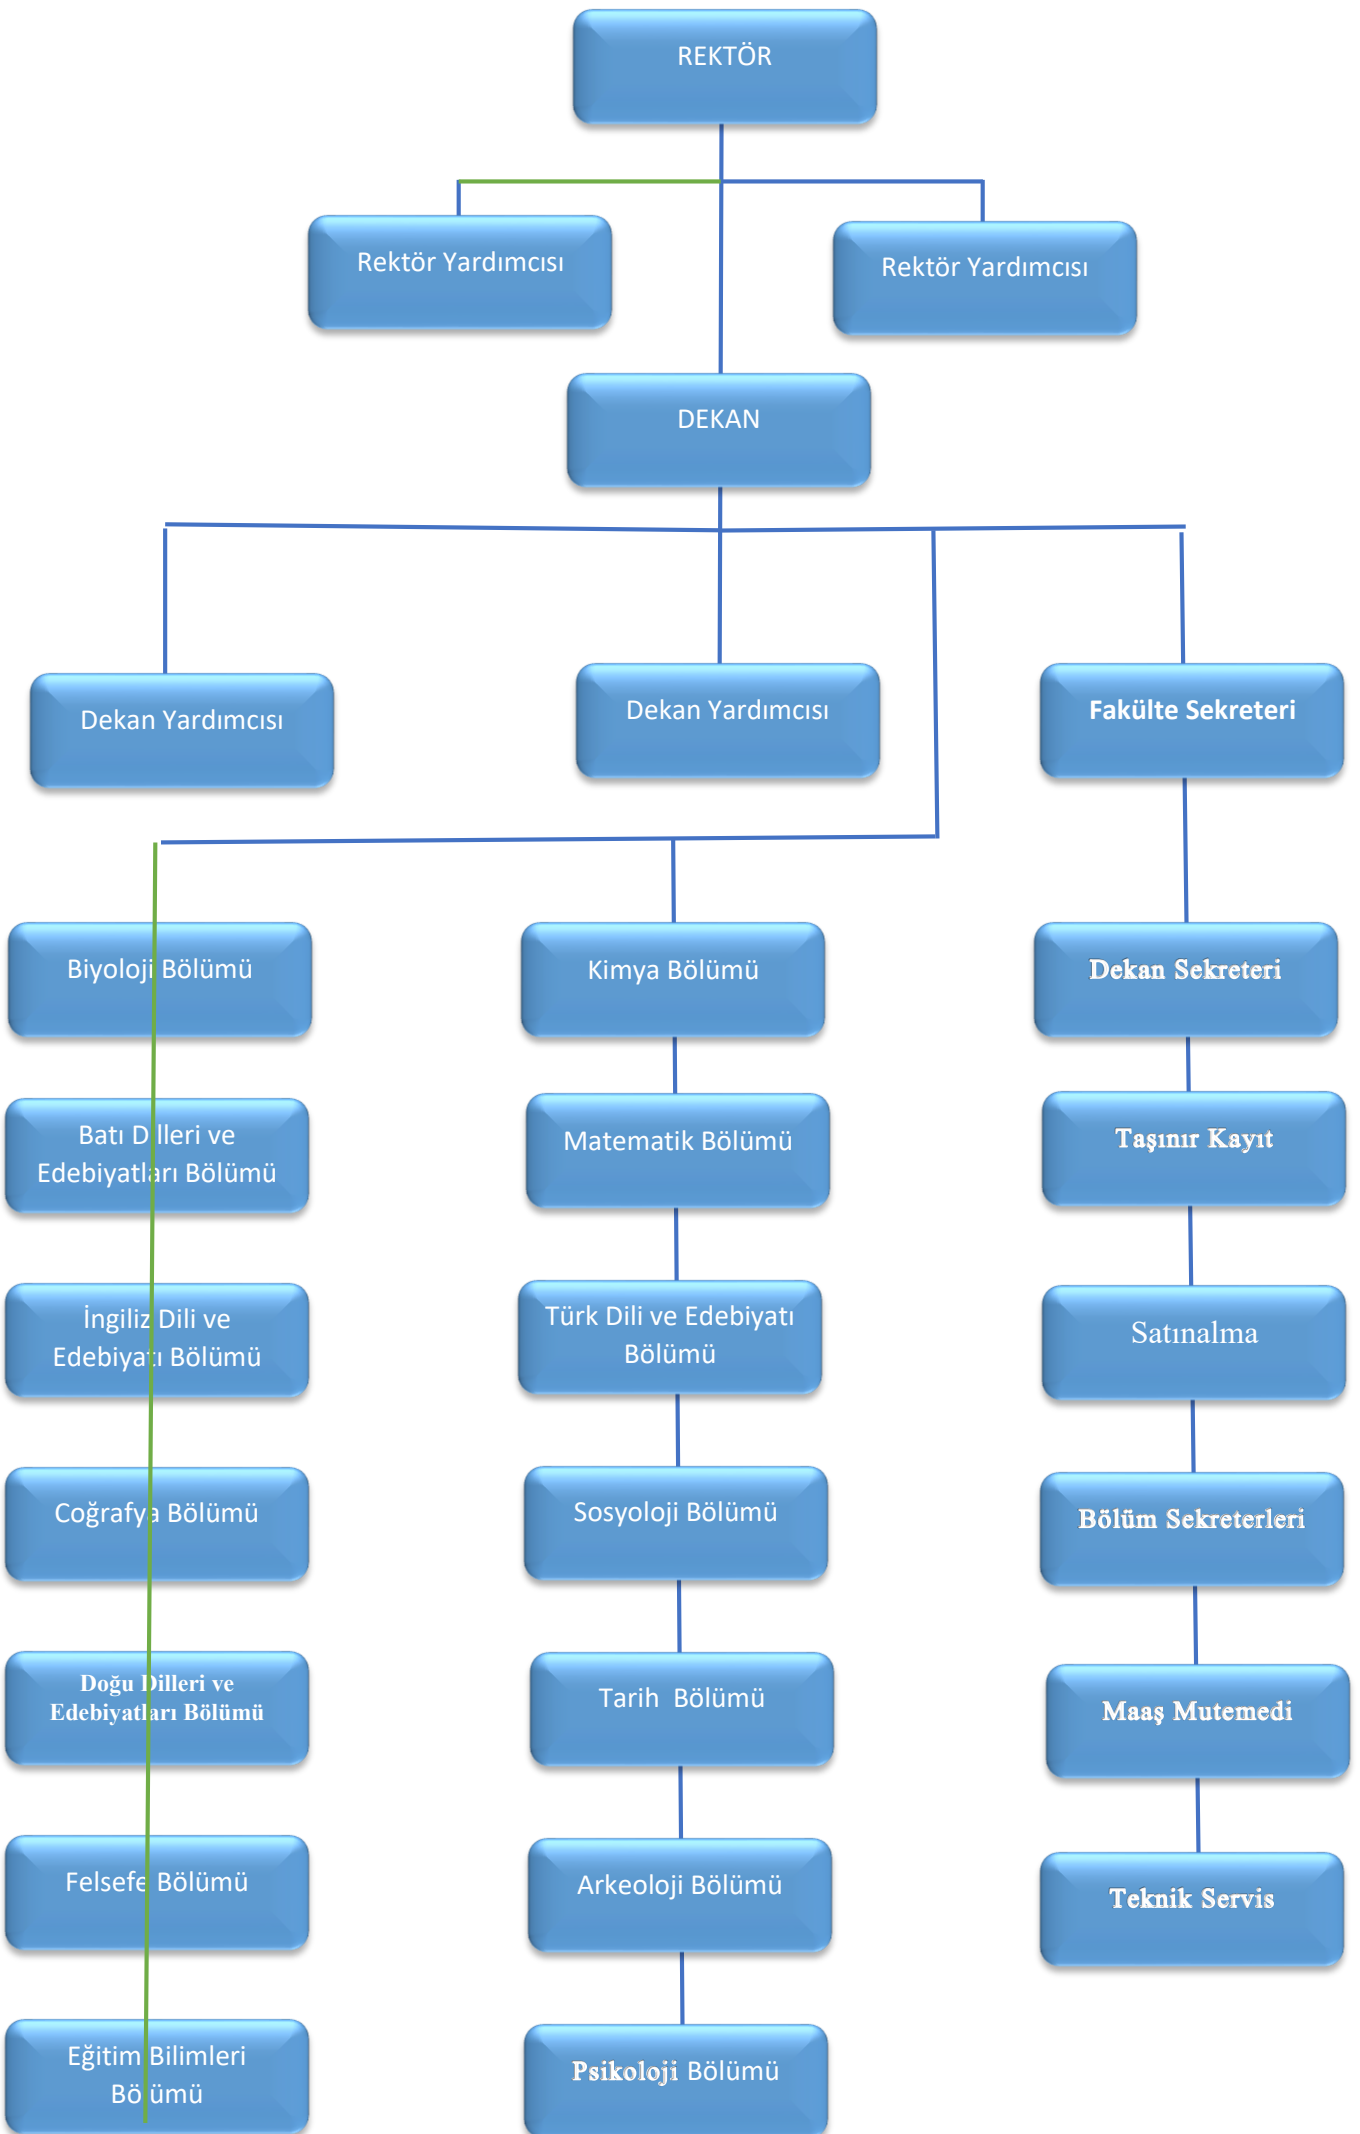 REKTÖR
Rektör Yardımcısı
Rektör Yardımcısı
DEKAN
Dekan Yardımcısı
Dekan Yardımcısı
Fakülte Sekreteri
Biyoloji Bölümü
Kimya Bölümü
Dekan Sekreteri
Batı Dilleri ve
Edebiyatları Bölümü
Matematik Bölümü
Taşınır Kayıt
İngiliz Dili ve
Edebiyatı Bölümü
Türk Dili ve Edebiyatı
Bölümü
Satınalma
Coğrafya Bölümü
Sosyoloji Bölümü
Bölüm Sekreterleri
Doğu Dilleri ve
Edebiyatları Bölümü
Tarih  Bölümü
Maaş Mutemedi
Felsefe Bölümü
Arkeoloji Bölümü
Teknik Servis
Eğitim Bilimleri
Bölümü
Psikoloji Bölümü